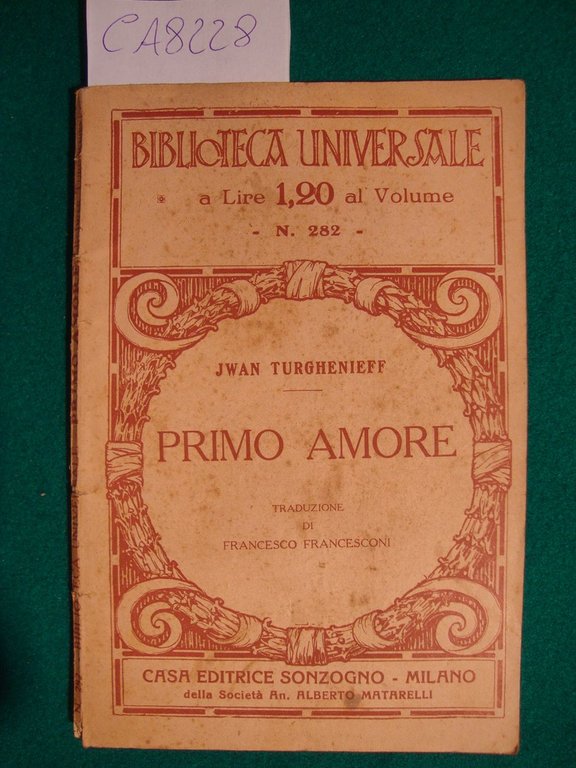 CA8228
BIBLIOTECA UNIVERSALE
a Lire 1,20 al Volume
- N. 282 -
JWAN TURGHENIEFF
PRIMO AMORE
TRADUZIONE
DI
FRANCESCO FRANCESCONI
CASA EDITRICE SONZOGNO - MILANO
della Società An. ALBERTO MATARELLI